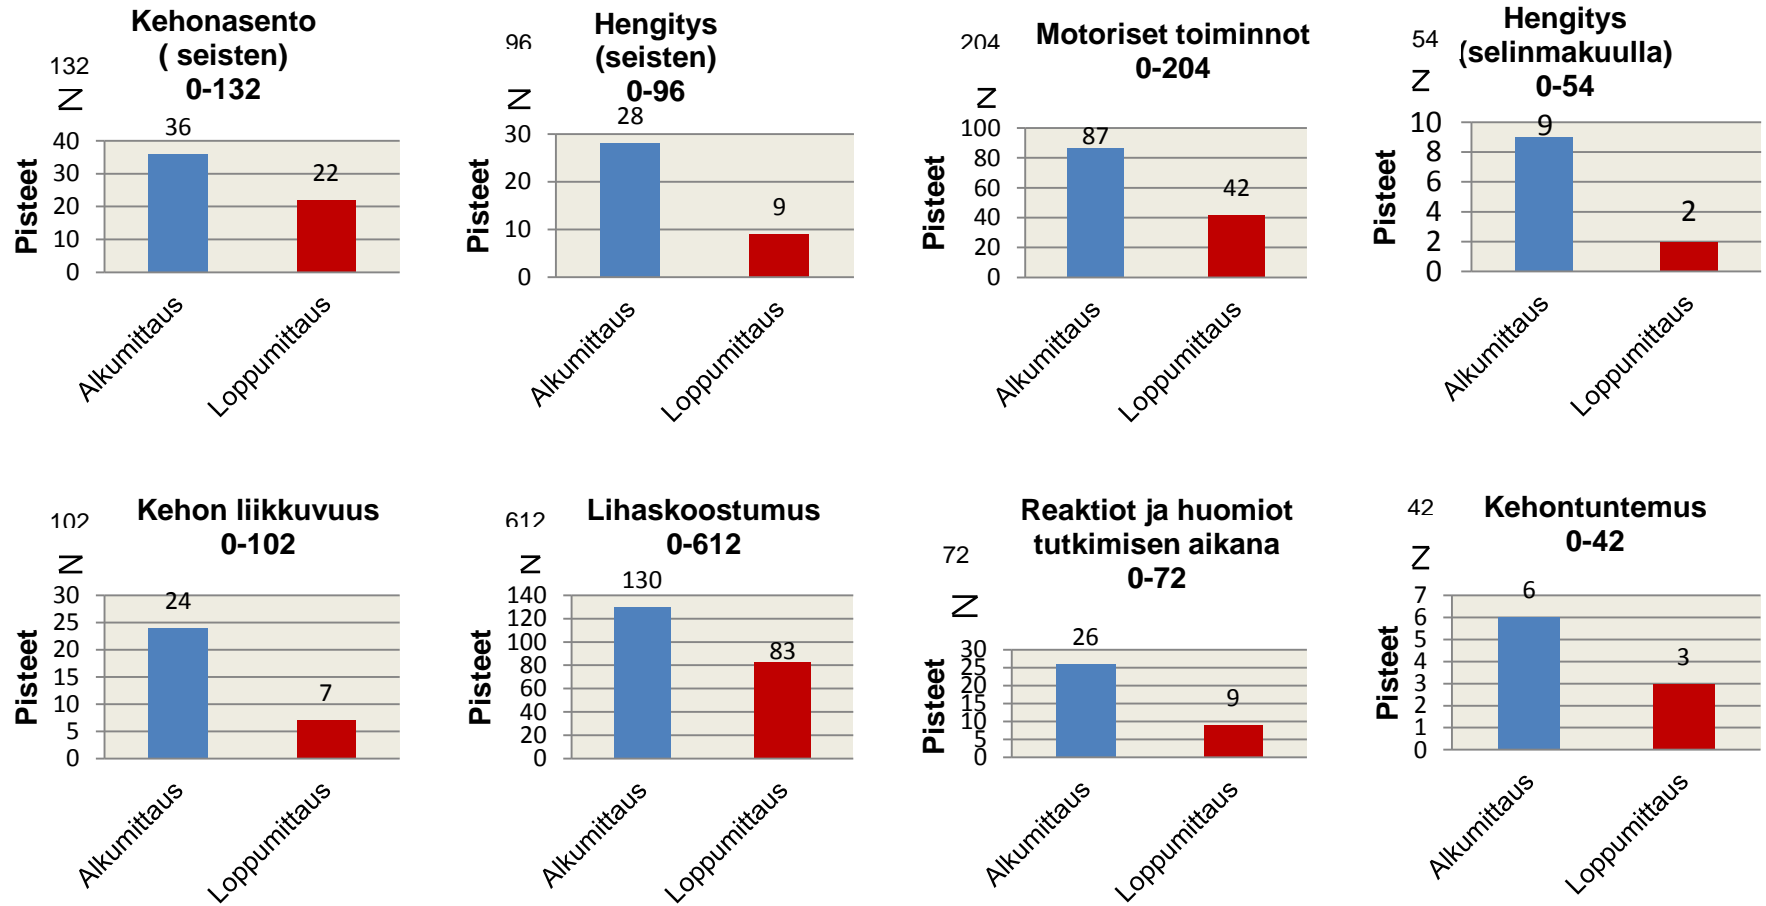 Kehonasento
( seisten)
0-132
132
N
Pisteet
40
30
20
10
0
36
22
Alkumittaus
Loppumittaus
Hengitys
(seisten)
0-96
96
N
Pisteet
30
20
10
0
28
9
Alkumittaus
Loppumittaus
Motoriset toiminnot
0-204
204
N
Pisteet
100
80
60
40
20
0
87
42
Alkumittaus
Loppumittaus
Hengitys
(selinmakuulla)
0-54
54
N
Pisteet
10
8
6
4
2
0
9
2
Alkumittaus
Loppumittaus
Kehon liikkuvuus
0-102
102
N
Pisteet
30
25
20
15
10
5
0
24
7
Alkumittaus
Loppumittaus
Lihaskoostumus
0-612
612
N
Pisteet
140
120
100
80
60
40
20
0
130
83
Alkumittaus
Loppumittaus
Reaktiot ja huomiot
tutkimisen aikana
0-72
72
N
Pisteet
30
25
20
15
10
5
0
26
9
Alkumittaus
Loppumittaus
Kehontuntemus
0-42
42
N
Pisteet
7
6
5
4
3
2
1
0
6
3
Alkumittaus
Loppumittaus